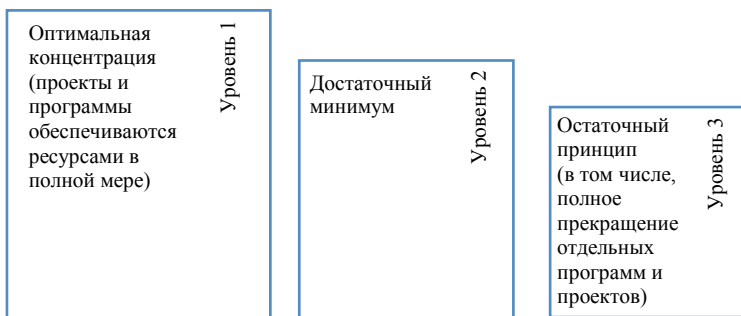 Оптимальная
концентрация
(проекты и
программы
обеспечиваются
ресурсами в
полной мере)
Уровень 1
Достаточный
минимум
Уровень 2
Остаточный
принцип
(в том числе,
полное
прекращение
отдельных
программ и
проектов)
Уровень 3